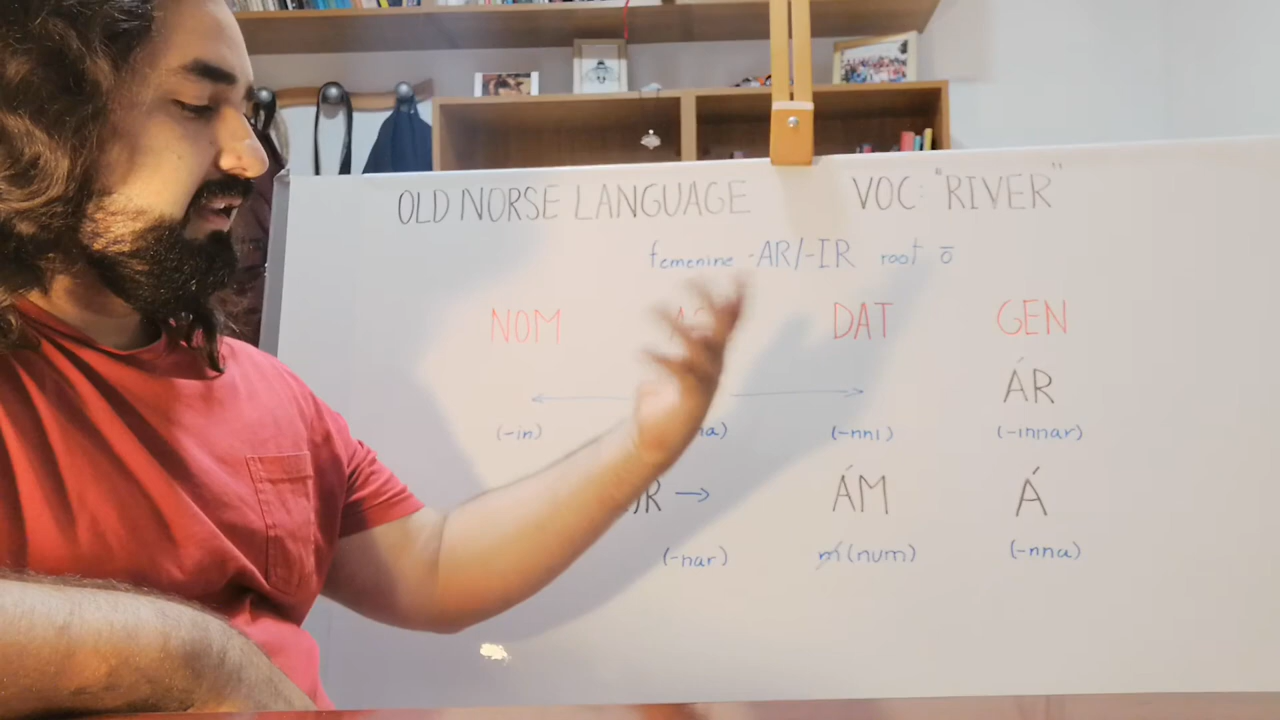 OLD NORSE LANGUAGE VOC: "RIVER"
femenine -AR/-IR root ō
NOM DAT GEN
ÁR
(-in) (-nni) (-innar)
→ ÁM Á
(-nar) (num) (-nna)